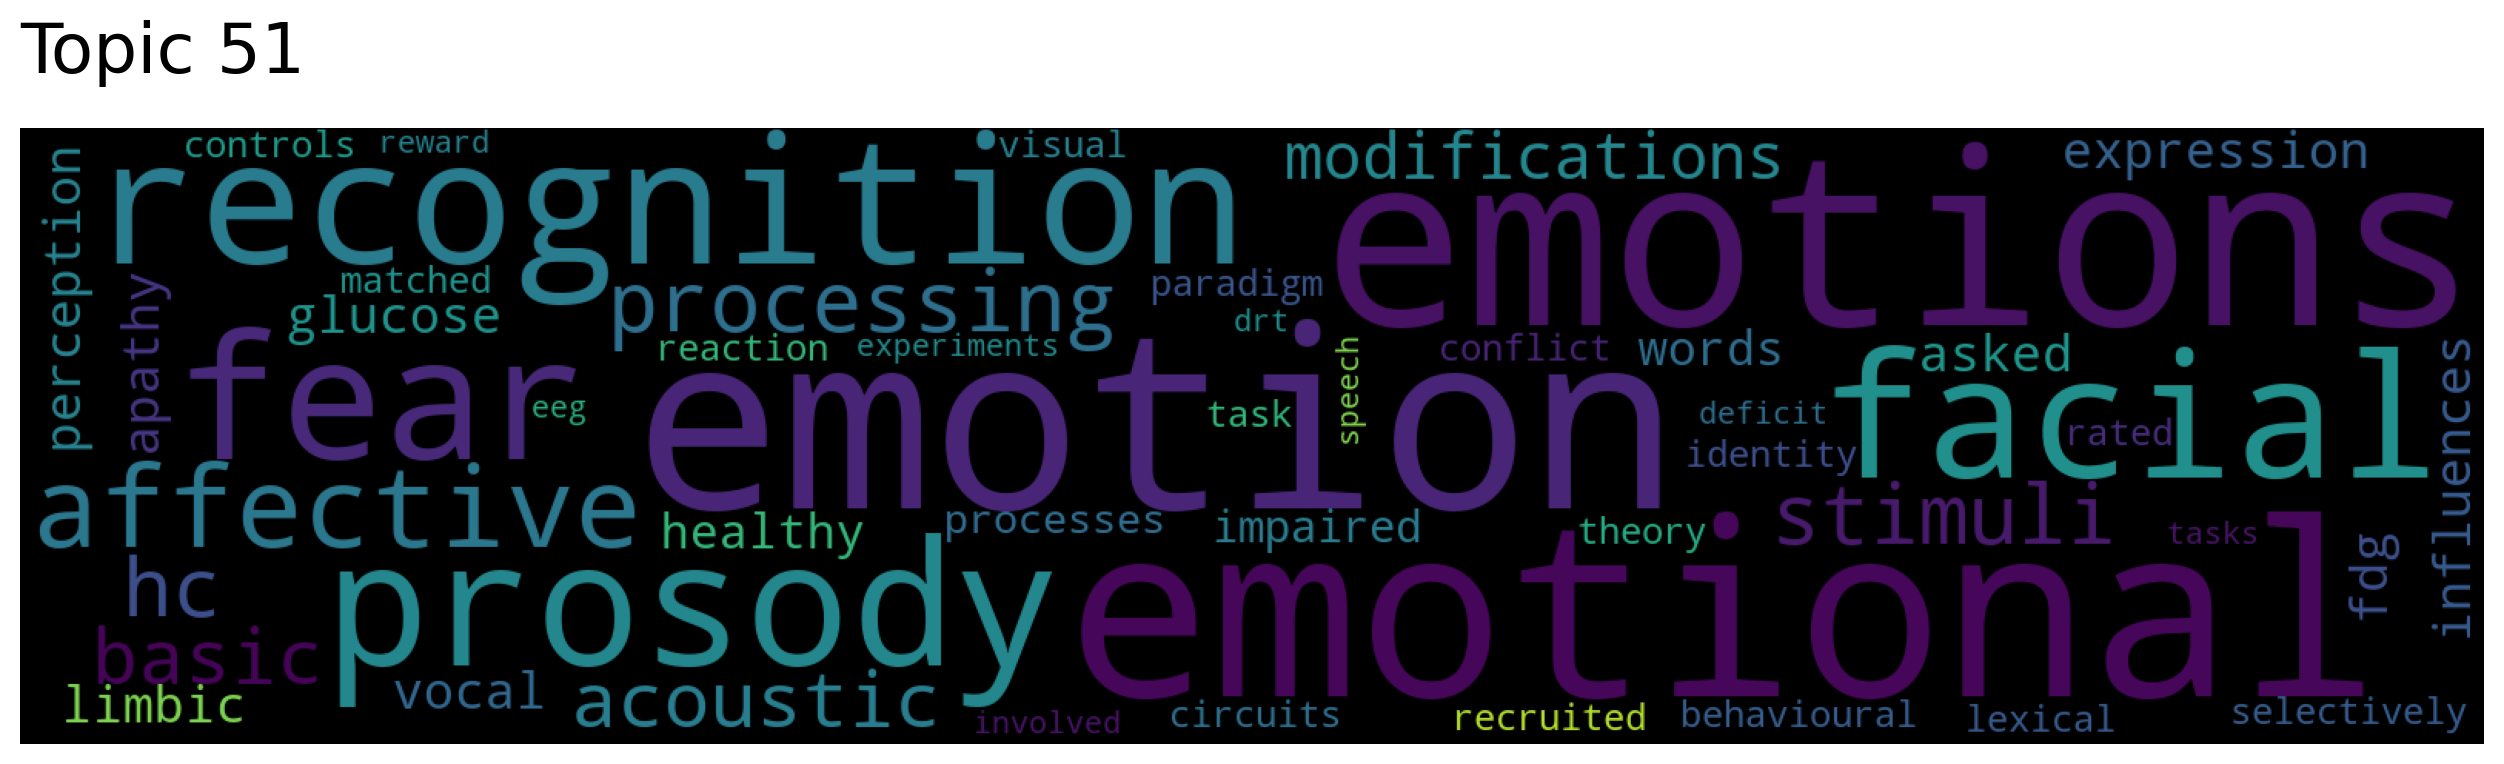 Topic 51
controls reward visual modifications expression
recognition emotions
perception
matched processing paradigm
apathy glucose drt
reaction experiments conflict words asked
fear emotion speech facial influences
eeg task deficit rated
identity
affective stimuli
healthy processes impaired theory tasks
hc prosody emotional fdg
basic
limbic vocal acoustic
involved circuits recruited behavioural lexical selectively